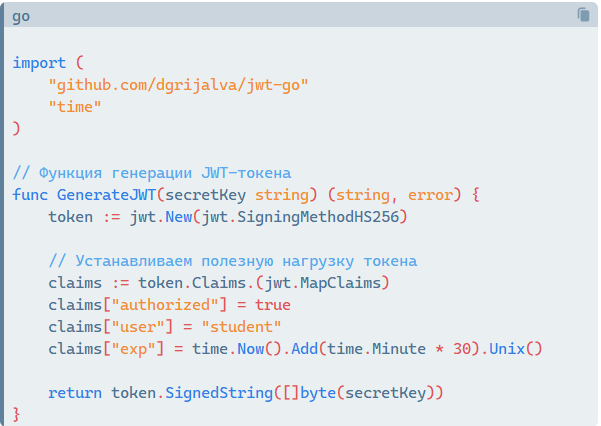 go
import (
    "github.com/dgrijalva/jwt-go"
    "time"
)
// Функция генерации JWT-токена
func GenerateJWT(secretKey string) (string, error) {
    token := jwt.New(jwt.SigningMethodHS256)
    // Устанавливаем полезную нагрузку токена
    claims := token.Claims.(jwt.MapClaims)
    claims["authorized"] = true
    claims["user"] = "student"
    claims["exp"] = time.Now().Add(time.Minute * 30).Unix()
    return token.SignedString([]byte(secretKey))
}